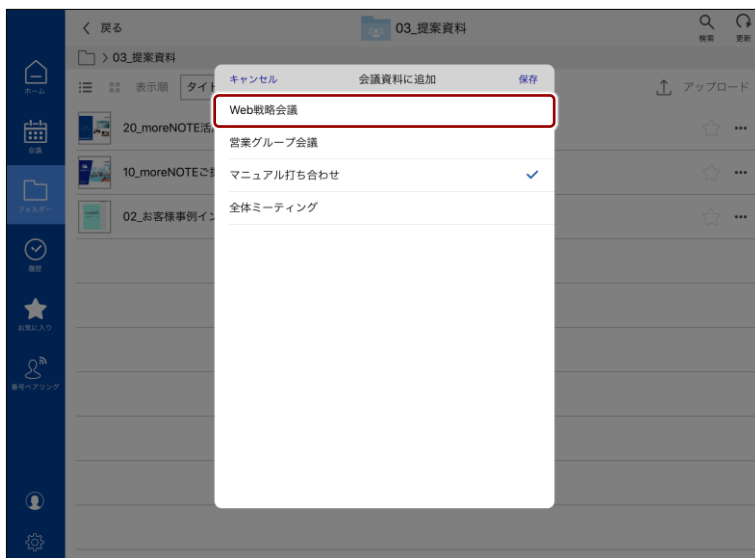 戻る
03_提案資料
検索
更新
03_提案資料
ホーム
表示順
タイト
アップロード
キャンセル
会議資料に追加
保存
Web戦略会議
営業グループ会議
マニュアル打ち合わせ
全体ミーティング
20_moreNOTE活
10_moreNOTEご
02_お客様事例イン
会議
フォルダー
履歴
お気に入り
番号ペアリング